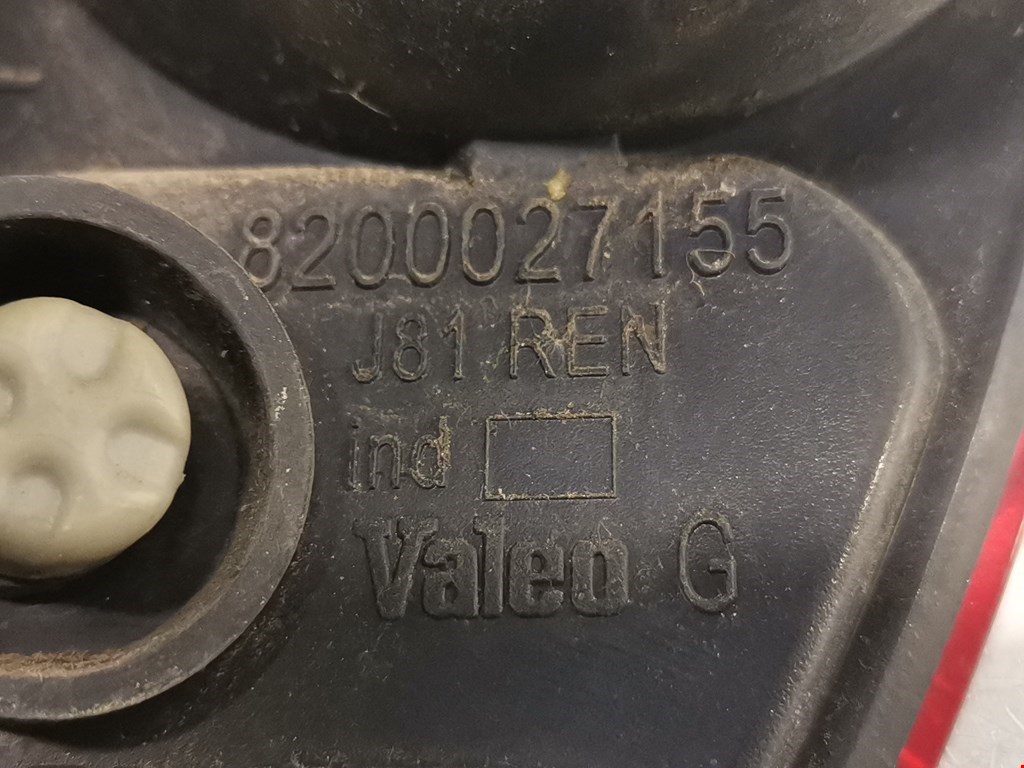 8200027155
J81 REN
ind
Valeo G